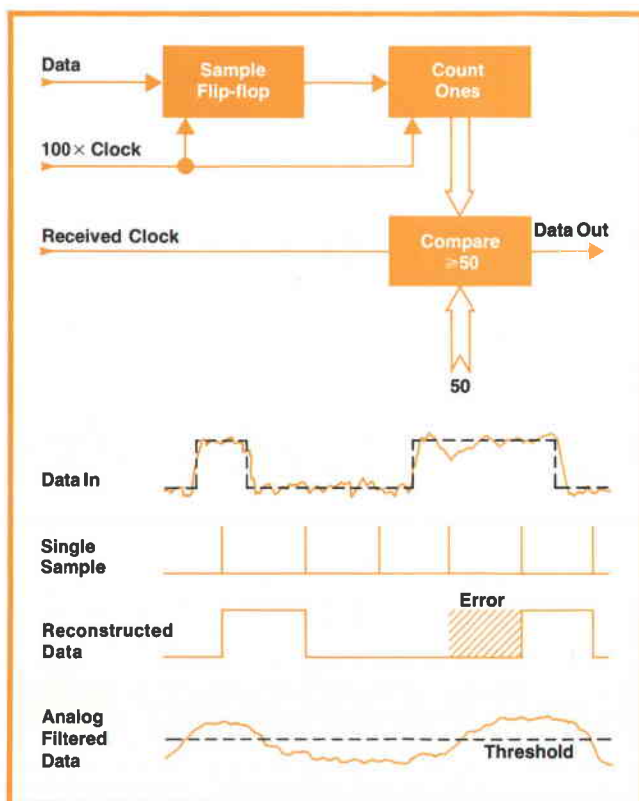 Data
Sample
Flip-flop
Count
Ones
100× Clock
Received Clock
Compare
≥50
Data Out
50
Data In
Single
Sample
Error
Reconstructed
Data
Analog
Filtered
Data
Threshold